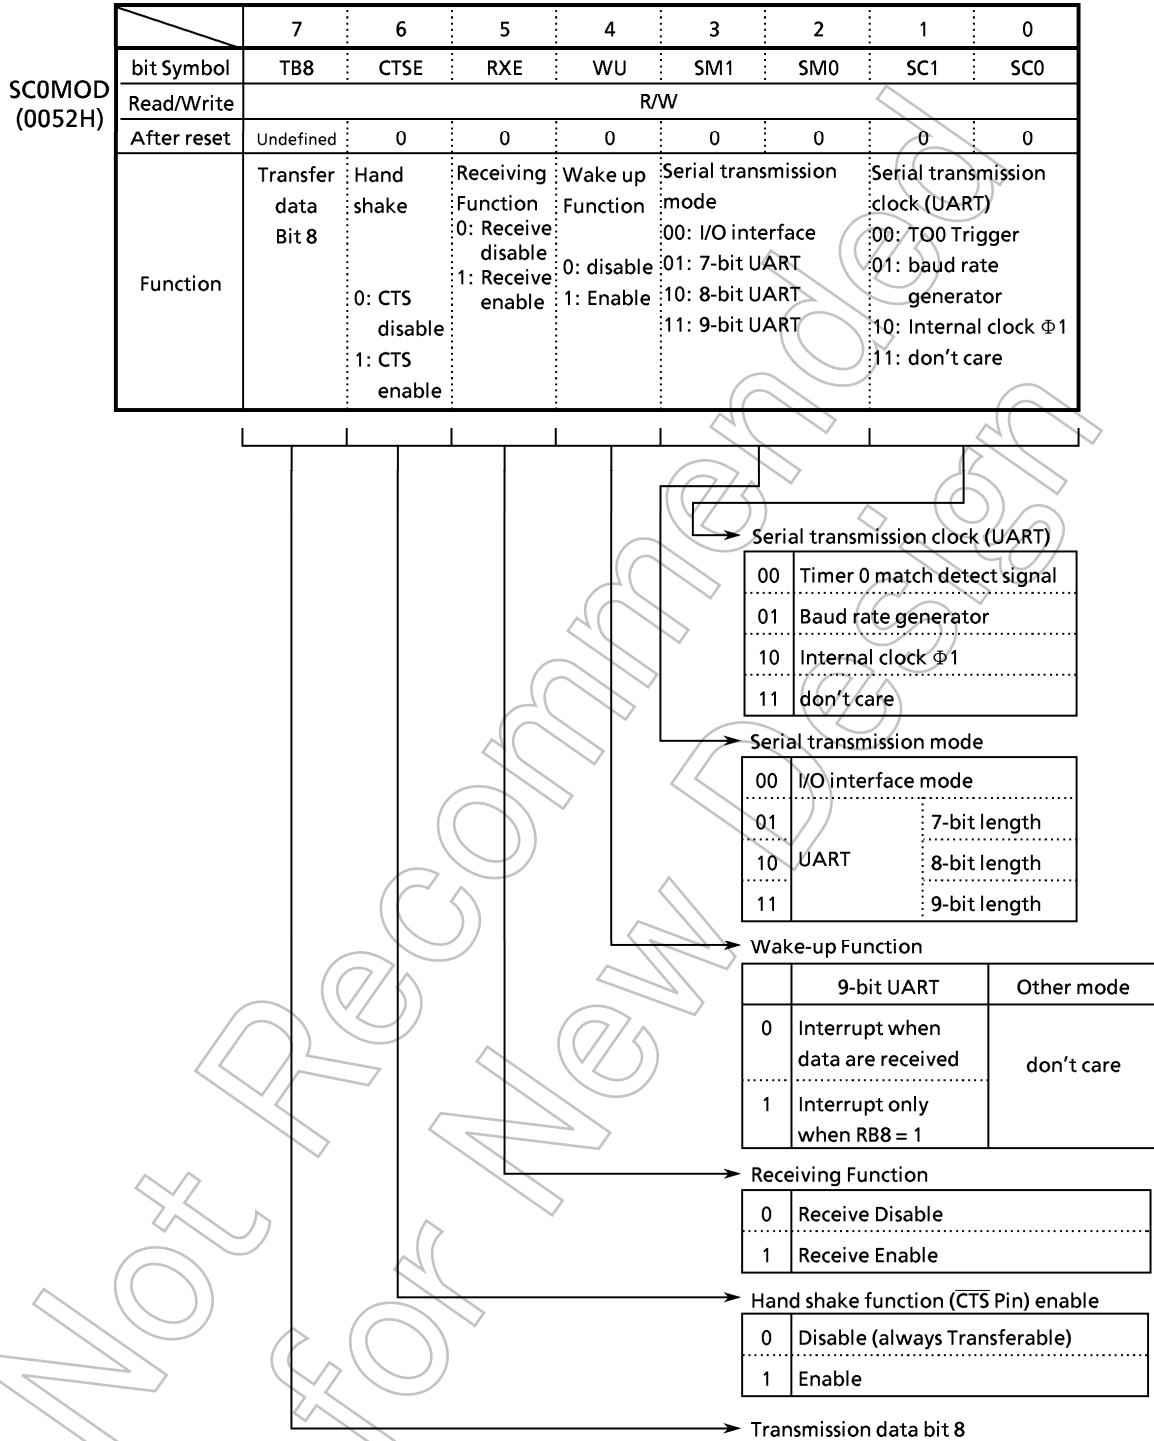 7 6 5 4 3 2 1 0
bit Symbol TB8 CTSE RXE WU SM1 SM0 SC1 SC0
SC0MOD
(0052H)
Read/Write R/W
After reset Undefined 0 0 0 0 0 0 0
Function
Transfer
data
Bit 8
Hand
shake
0: CTS
disable
1: CTS
enable
Receiving
Function
0: Receive
disable
1: Receive
enable
Wake up
Function
0: disable
1: Enable
Serial transmission
mode
00: I/O interface
01: 7-bit UART
10: 8-bit UART
11: 9-bit UART
Serial transmission
clock (UART)
00: TO0 Trigger
01: baud rate
generator
10: Internal clock Φ1
11: don't care
Serial transmission clock (UART)
00 Timer 0 match detect signal
01 Baud rate generator
10 Internal clock Φ1
11 don't care
Serial transmission mode
00 I/O interface mode
01 7-bit length
10 UART 8-bit length
11 9-bit length
Wake-up Function
9-bit UART Other mode
0 Interrupt when
data are received
don't care
1 Interrupt only
when RB8 = 1
Receiving Function
0 Receive Disable
1 Receive Enable
Hand shake function (C̅T̅S̅ Pin) enable
0 Disable (always Transferable)
1 Enable
Transmission data bit 8
Not Recommended
for New Design